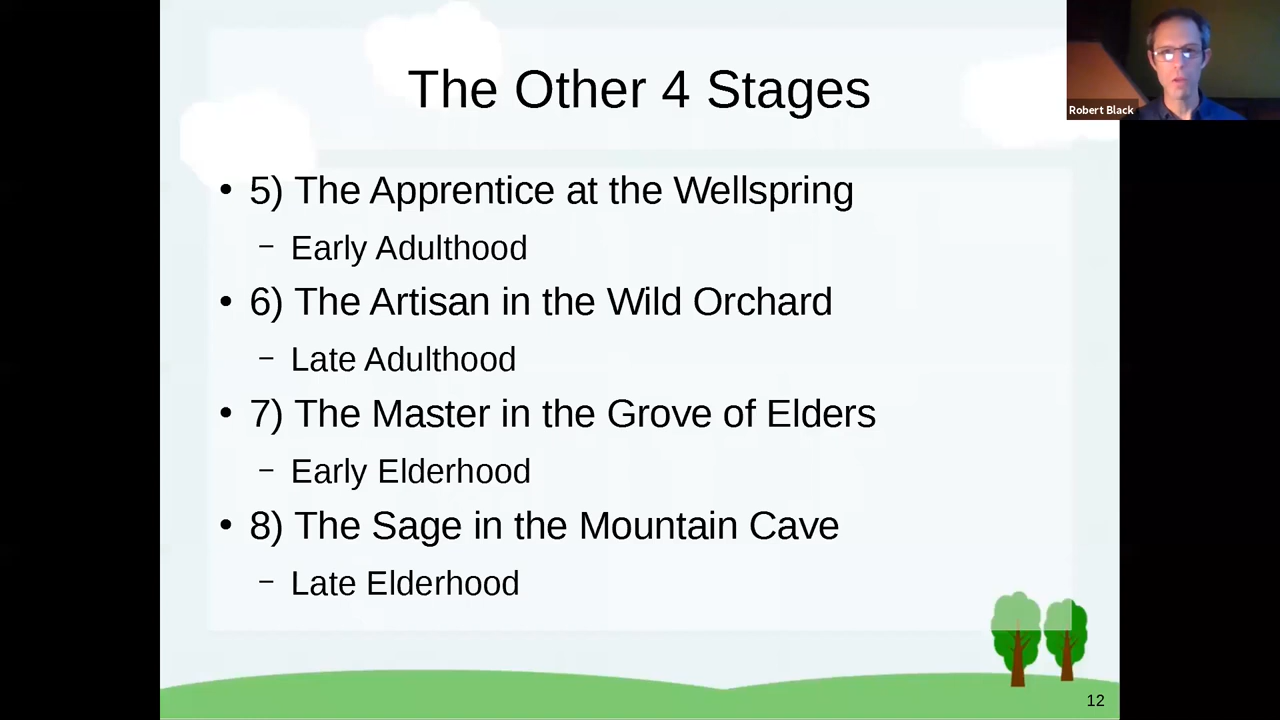 The Other 4 Stages
Robert Black
• 5) The Apprentice at the Wellspring
– Early Adulthood
• 6) The Artisan in the Wild Orchard
– Late Adulthood
• 7) The Master in the Grove of Elders
– Early Elderhood
• 8) The Sage in the Mountain Cave
– Late Elderhood
12